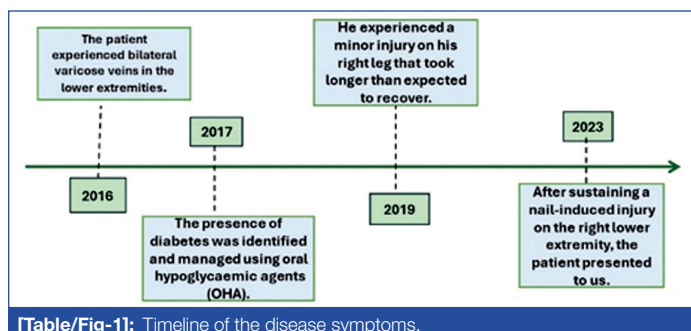 The patient
experienced bilateral
varicose veins in the
lower extremities.
2016
2017
The presence of
diabetes was identified
and managed using oral
hypoglycaemic agents
(OHA).
He experienced a
minor injury on his
right leg that took
longer than expected
to recover.
2019
2023
After sustaining a
nail-induced injury
on the right lower
extremity, the
patient presented
to us.
[Table/Fig-1]: Timeline of the disease symptoms.